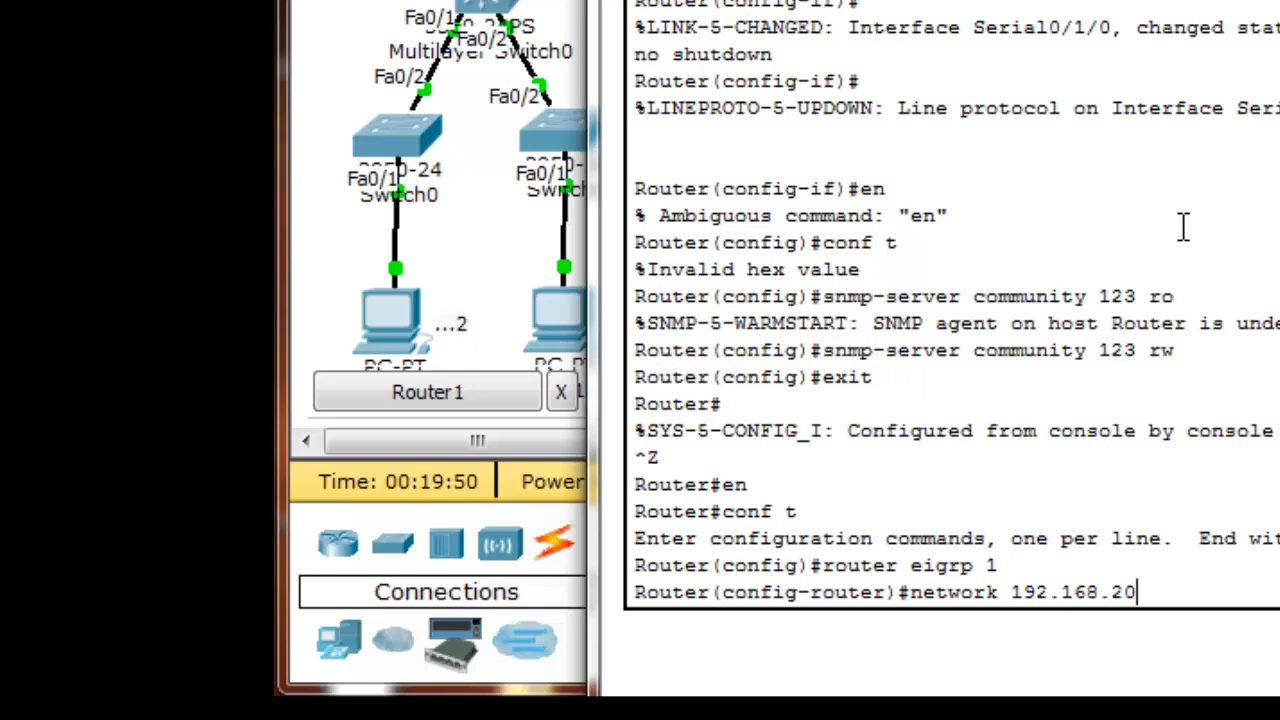 Fa0/1
Fa0/2
Multilayer Switch0
Fa0/2
Fa0/2
Fa0/1
Switch0
Fa0/1
...2
PC-PT
Router1
X
Time: 00:19:50
Power
Connections
Router(config-if)#
%LINK-5-CHANGED: Interface Serial0/1/0, changed stat
no shutdown
Router(config-if)#
%LINEPROTO-5-UPDOWN: Line protocol on Interface Seri
Router(config-if)#en
% Ambiguous command: "en"
Router(config)#conf t
%Invalid hex value
Router(config)#snmp-server community 123 ro
%SNMP-5-WARMSTART: SNMP agent on host Router is unde
Router(config)#snmp-server community 123 rw
Router(config)#exit
Router#
%SYS-5-CONFIG_I: Configured from console by console
^Z
Router#en
Router#conf t
Enter configuration commands, one per line.  End wit
Router(config)#router eigrp 1
Router(config-router)#network 192.168.20